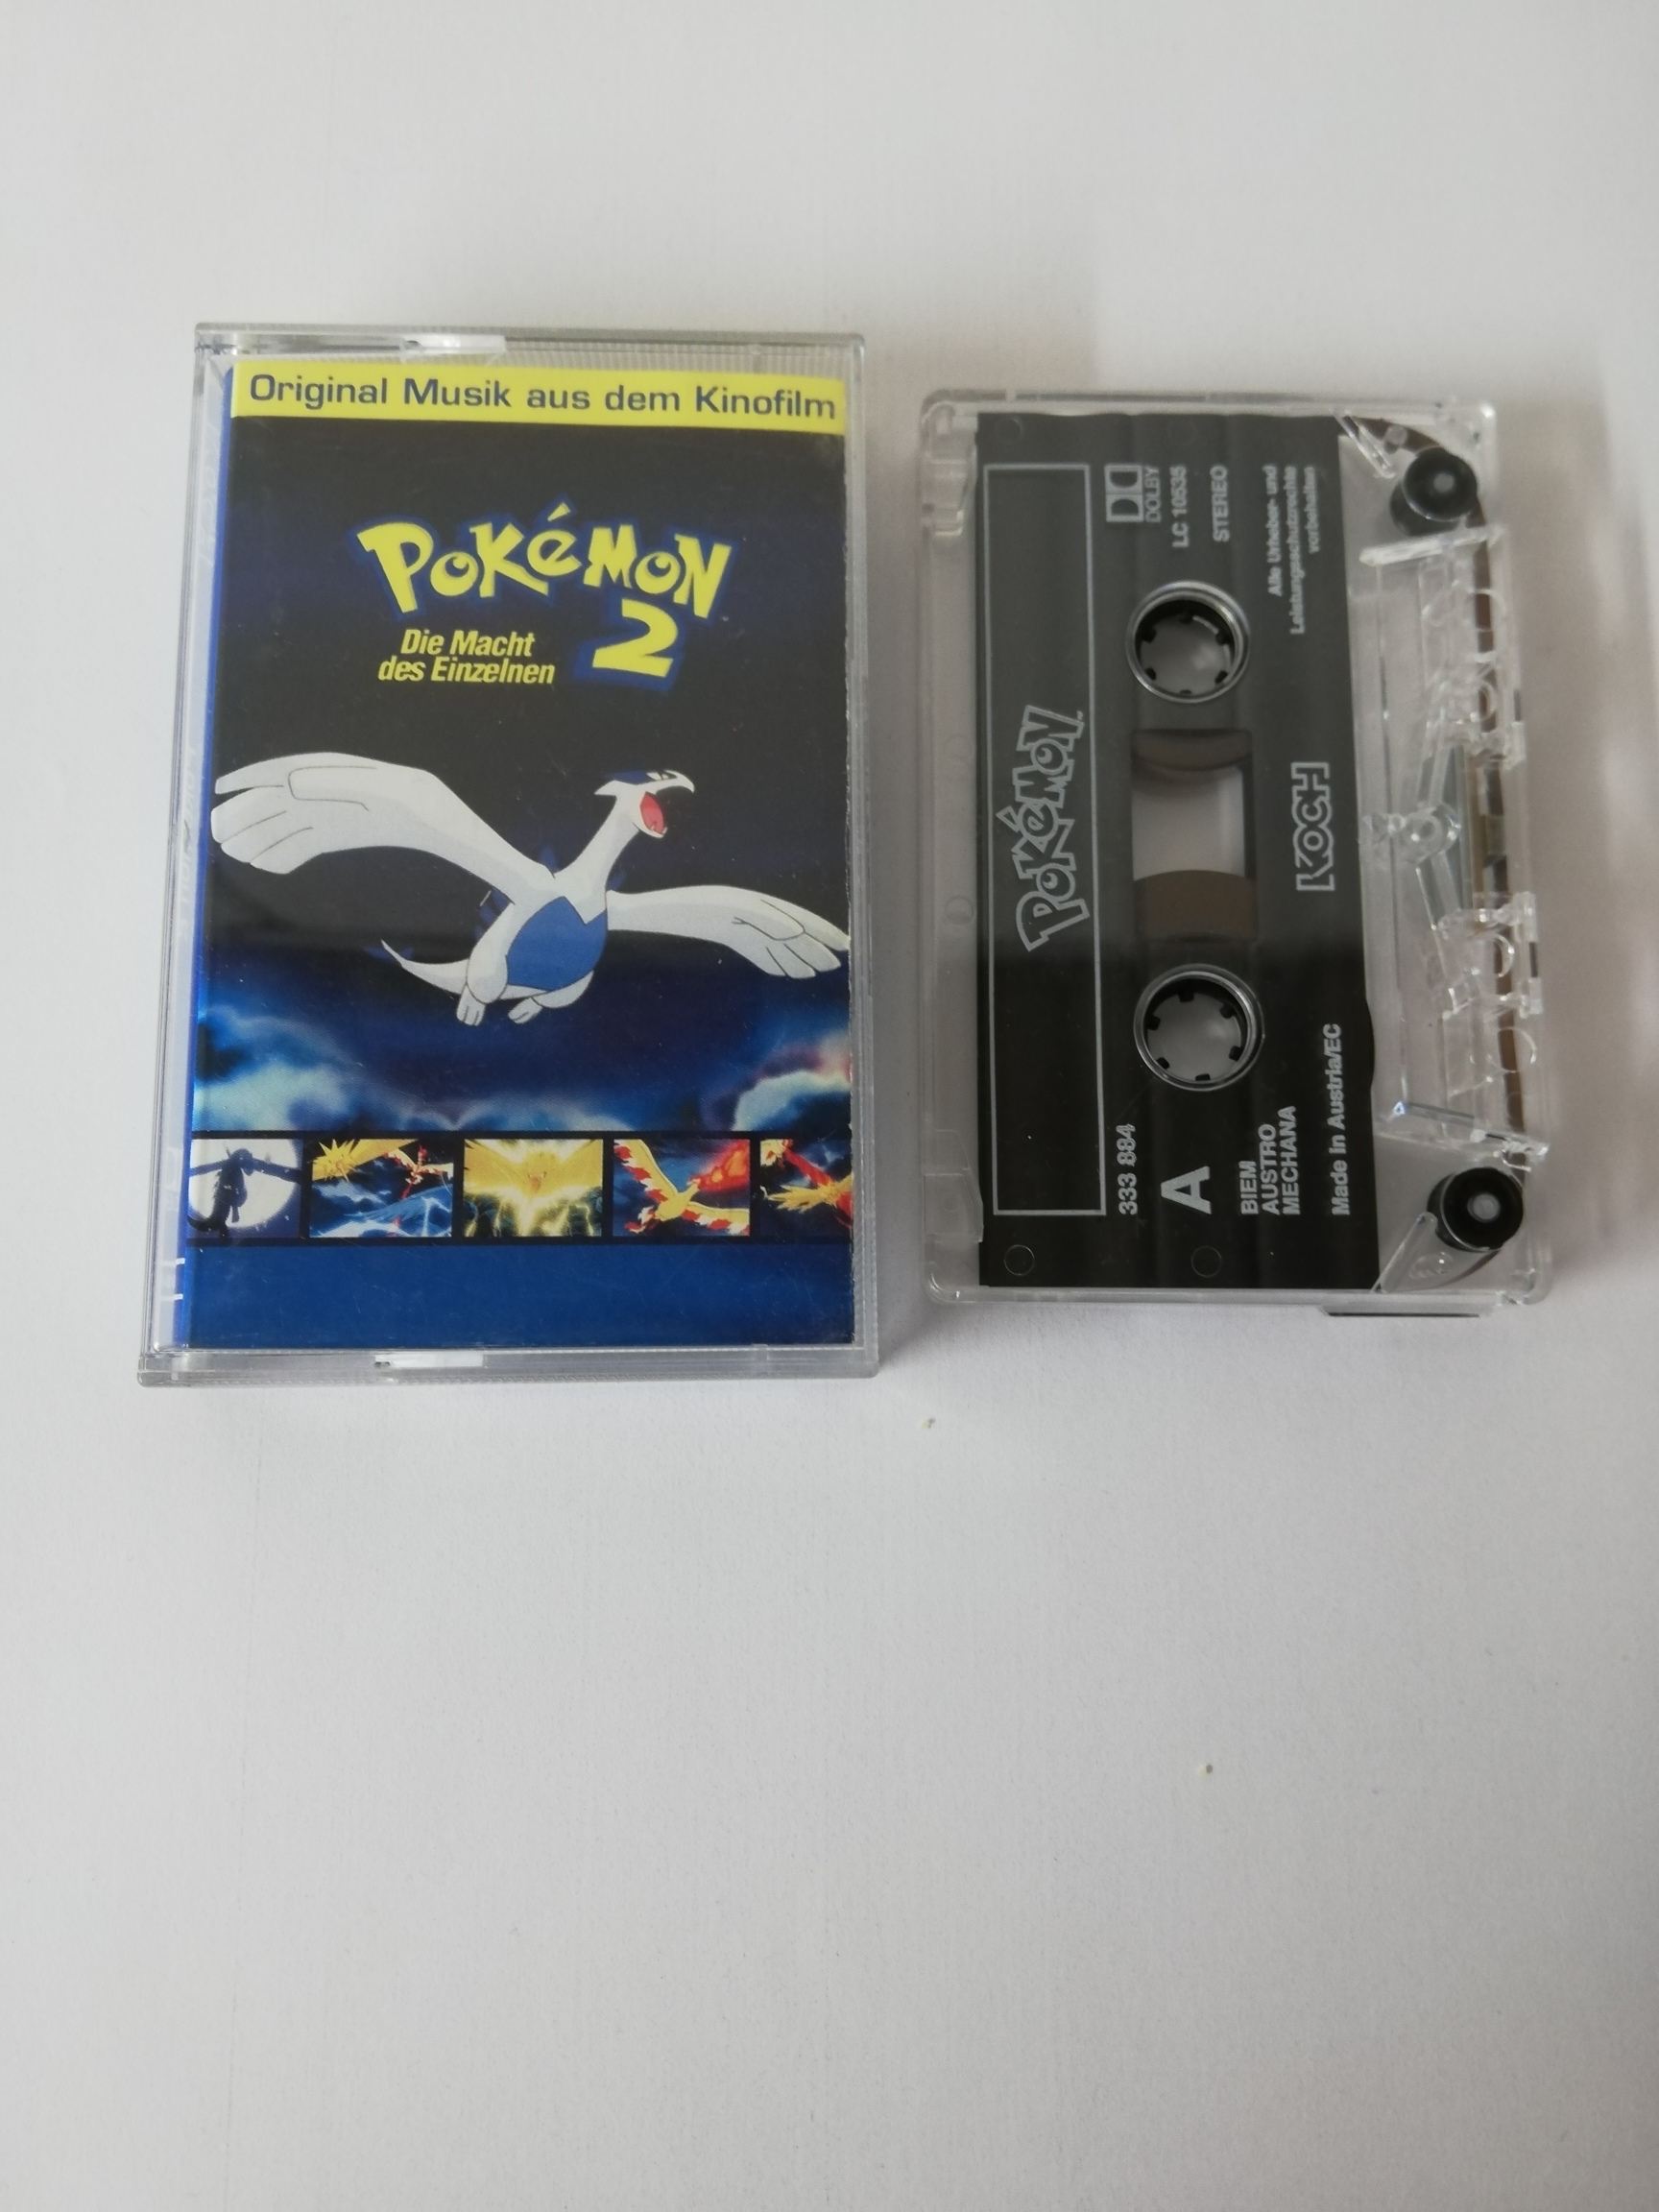 Original Musik aus dem Kinofilm
Pokémon
2
Die Macht
des Einzelnen
Pokémon
333 884
DOLBY
A
LC 10535
STEREO
BIEM
AUSTRO
MECHANA
Alle Urheber- und
Leistungsschutzrechte
vorbehalten
KOCH
Made in Austria/EC